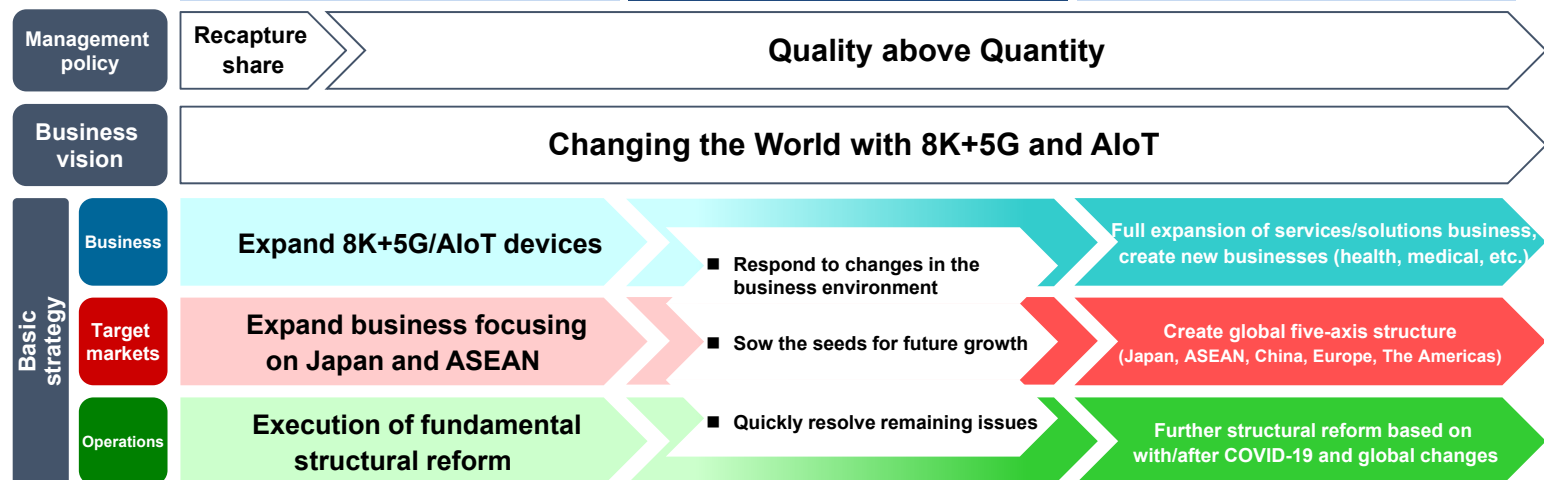 Management
policy
Recapture
share
Quality above Quantity
Business
vision
Changing the World with 8K+5G and AIoT
Basic
strategy
Business
Expand 8K+5G/AIoT devices
■ Respond to changes in the
business environment
Full expansion of services/solutions business,
create new businesses (health, medical, etc.)
Target
markets
Expand business focusing
on Japan and ASEAN
■ Sow the seeds for future growth
Create global five-axis structure
(Japan, ASEAN, China, Europe, The Americas)
Operations
Execution of fundamental
structural reform
■ Quickly resolve remaining issues
Further structural reform based on
with/after COVID-19 and global changes